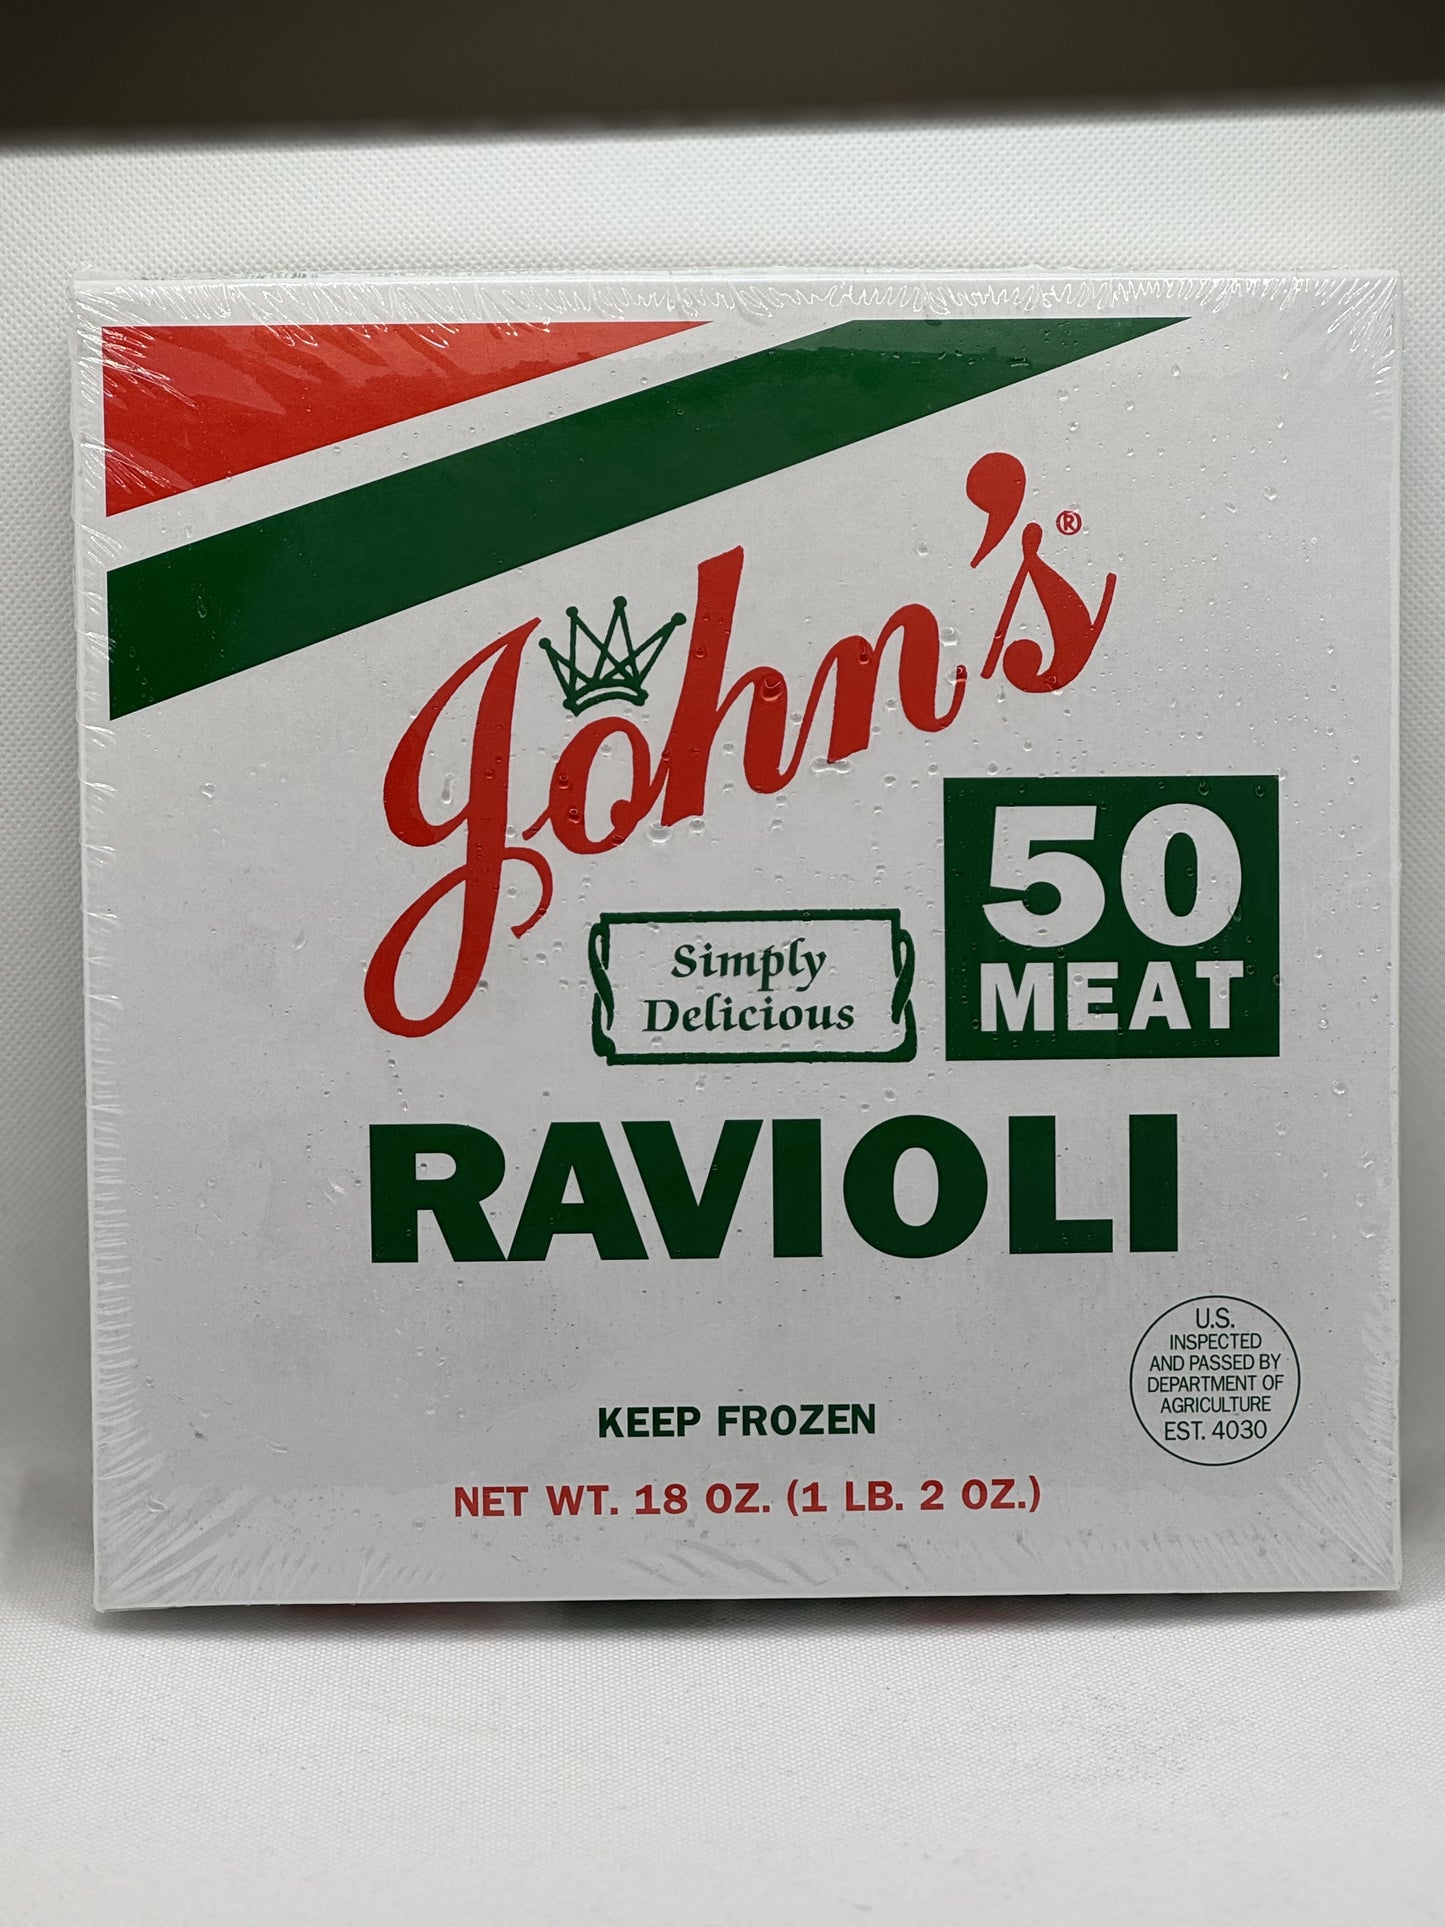 John's®
50
MEAT
Simply
Delicious
RAVIOLI
U.S.
INSPECTED
AND PASSED BY
DEPARTMENT OF
AGRICULTURE
EST. 4030
KEEP FROZEN
NET WT. 18 OZ. (1 LB. 2 OZ.)